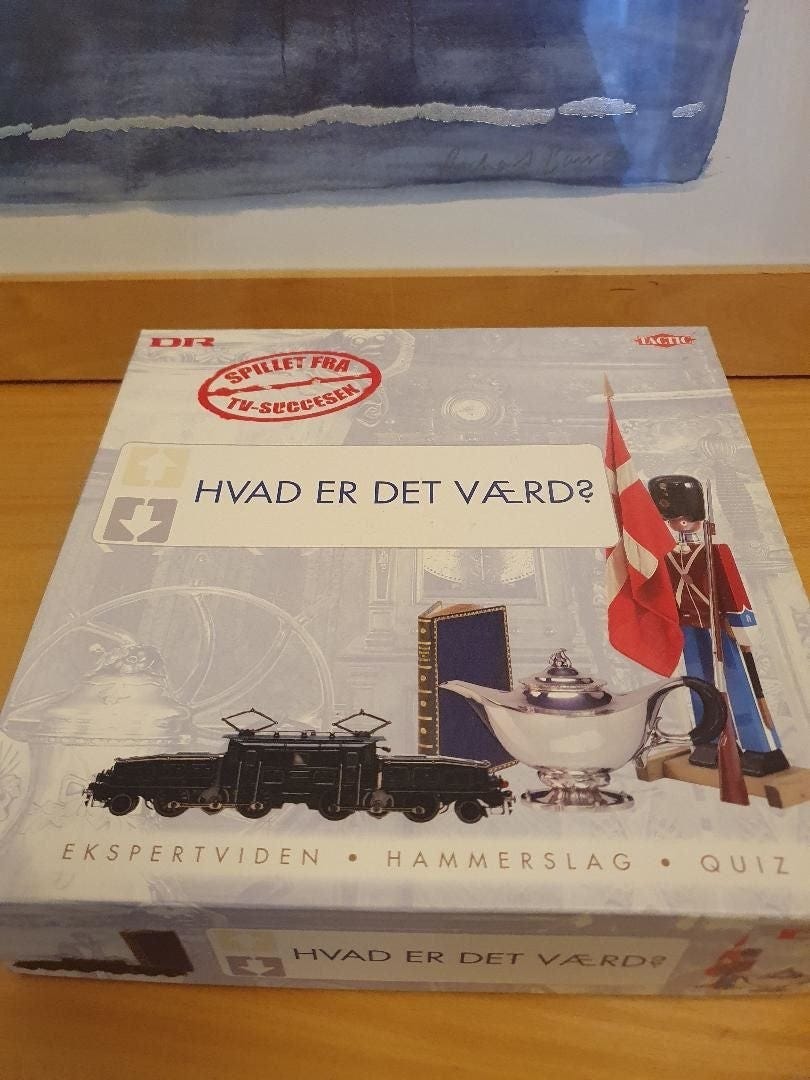 DR
TACTIC
SPILLET FRA
TV-SUCCESEN
HVAD ER DET VÆRD?
EKSPERTVIDEN • HAMMERSLAG • QUIZ
HVAD ER DET VÆRD?